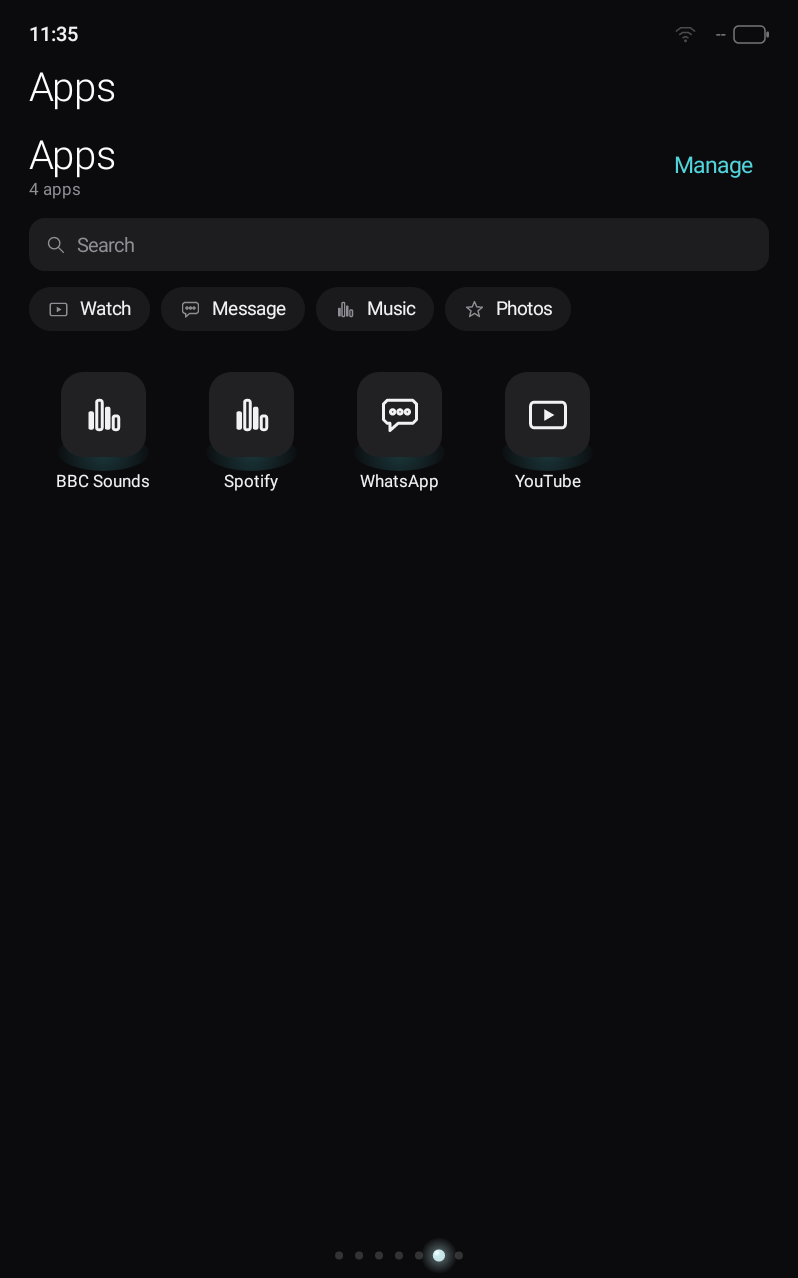 11:35 --
Apps
Apps
Manage
4 apps
Search
Watch Message Music Photos
BBC Sounds Spotify WhatsApp YouTube